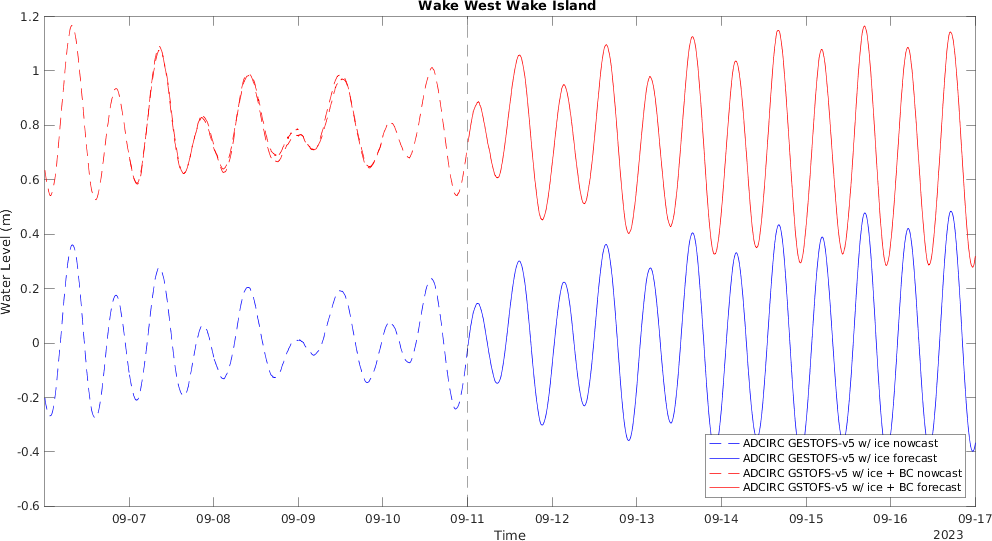 Wake West Wake Island
1.2
1
0.8
0.6
0.4
0.2
0
-0.2
-0.4
-0.6
Water Level (m)
ADCIRC GESTOFS-v5 w/ ice nowcast
ADCIRC GESTOFS-v5 w/ ice forecast
ADCIRC GSTOFS-v5 w/ ice + BC nowcast
ADCIRC GSTOFS-v5 w/ ice + BC forecast
09-07 09-08 09-09 09-10 09-11 09-12 09-13 09-14 09-15 09-16 09-17
Time
2023